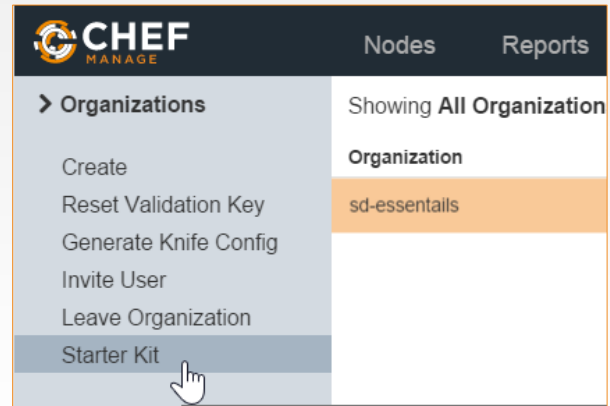 CHEF
MANAGE
Nodes Reports
Organizations
Create
Reset Validation Key
Generate Knife Config
Invite User
Leave Organization
Starter Kit
Showing All Organization
Organization
sd-essentails